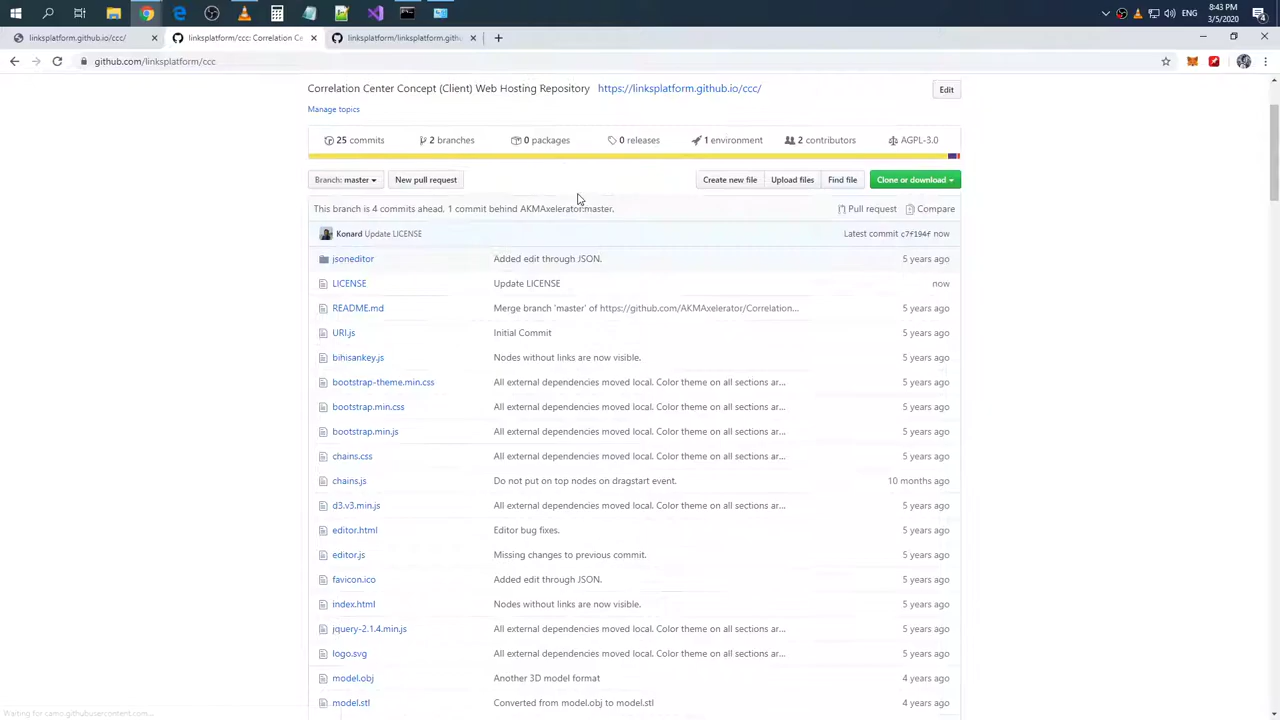 8:43 PM
ENG
3/5/2020
linksplatform.github.io/ccc/
linksplatform/ccc: Correlation Ce
linksplatform/linksplatform.githu
github.com/linksplatform/ccc
Correlation Center Concept (Client) Web Hosting Repository https://linksplatform.github.io/ccc/
Edit
Manage topics
25 commits 2 branches 0 packages 0 releases 1 environment 2 contributors AGPL-3.0
Branch: master New pull request Create new file Upload files Find file Clone or download
This branch is 4 commits ahead, 1 commit behind AKMAxelerator:master. Pull request Compare
Konard Update LICENSE Latest commit c7f194f now
jsoneditor Added edit through JSON. 5 years ago
LICENSE Update LICENSE now
README.md Merge branch 'master' of https://github.com/AKMAxelerator/Correlation... 5 years ago
URI.js Initial Commit 5 years ago
bihisankey.js Nodes without links are now visible. 5 years ago
bootstrap-theme.min.css All external dependencies moved local. Color theme on all sections ar... 5 years ago
bootstrap.min.css All external dependencies moved local. Color theme on all sections ar... 5 years ago
bootstrap.min.js All external dependencies moved local. Color theme on all sections ar... 5 years ago
chains.css All external dependencies moved local. Color theme on all sections ar... 5 years ago
chains.js Do not put on top nodes on dragstart event. 10 months ago
d3.v3.min.js All external dependencies moved local. Color theme on all sections ar... 5 years ago
editor.html Editor bug fixes. 5 years ago
editor.js Missing changes to previous commit. 5 years ago
favicon.ico Added edit through JSON. 5 years ago
index.html Nodes without links are now visible. 5 years ago
jquery-2.1.4.min.js All external dependencies moved local. Color theme on all sections ar... 5 years ago
logo.svg All external dependencies moved local. Color theme on all sections ar... 5 years ago
model.obj Another 3D model format 4 years ago
model.stl Converted from model.obj to model.stl 4 years ago
Waiting for camo.githubusercontent.com...